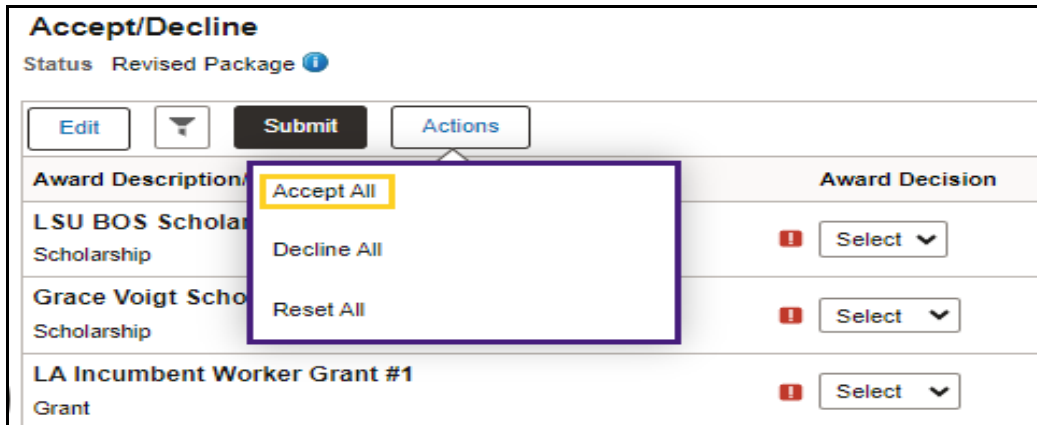 Accept/Decline
Status Revised Package
Edit Submit Actions
Award Description/ Award Decision
Accept All
LSU BOS Scholar
Scholarship
Select
Decline All
Grace Voigt Scho
Scholarship
Select
Reset All
LA Incumbent Worker Grant #1
Grant
Select